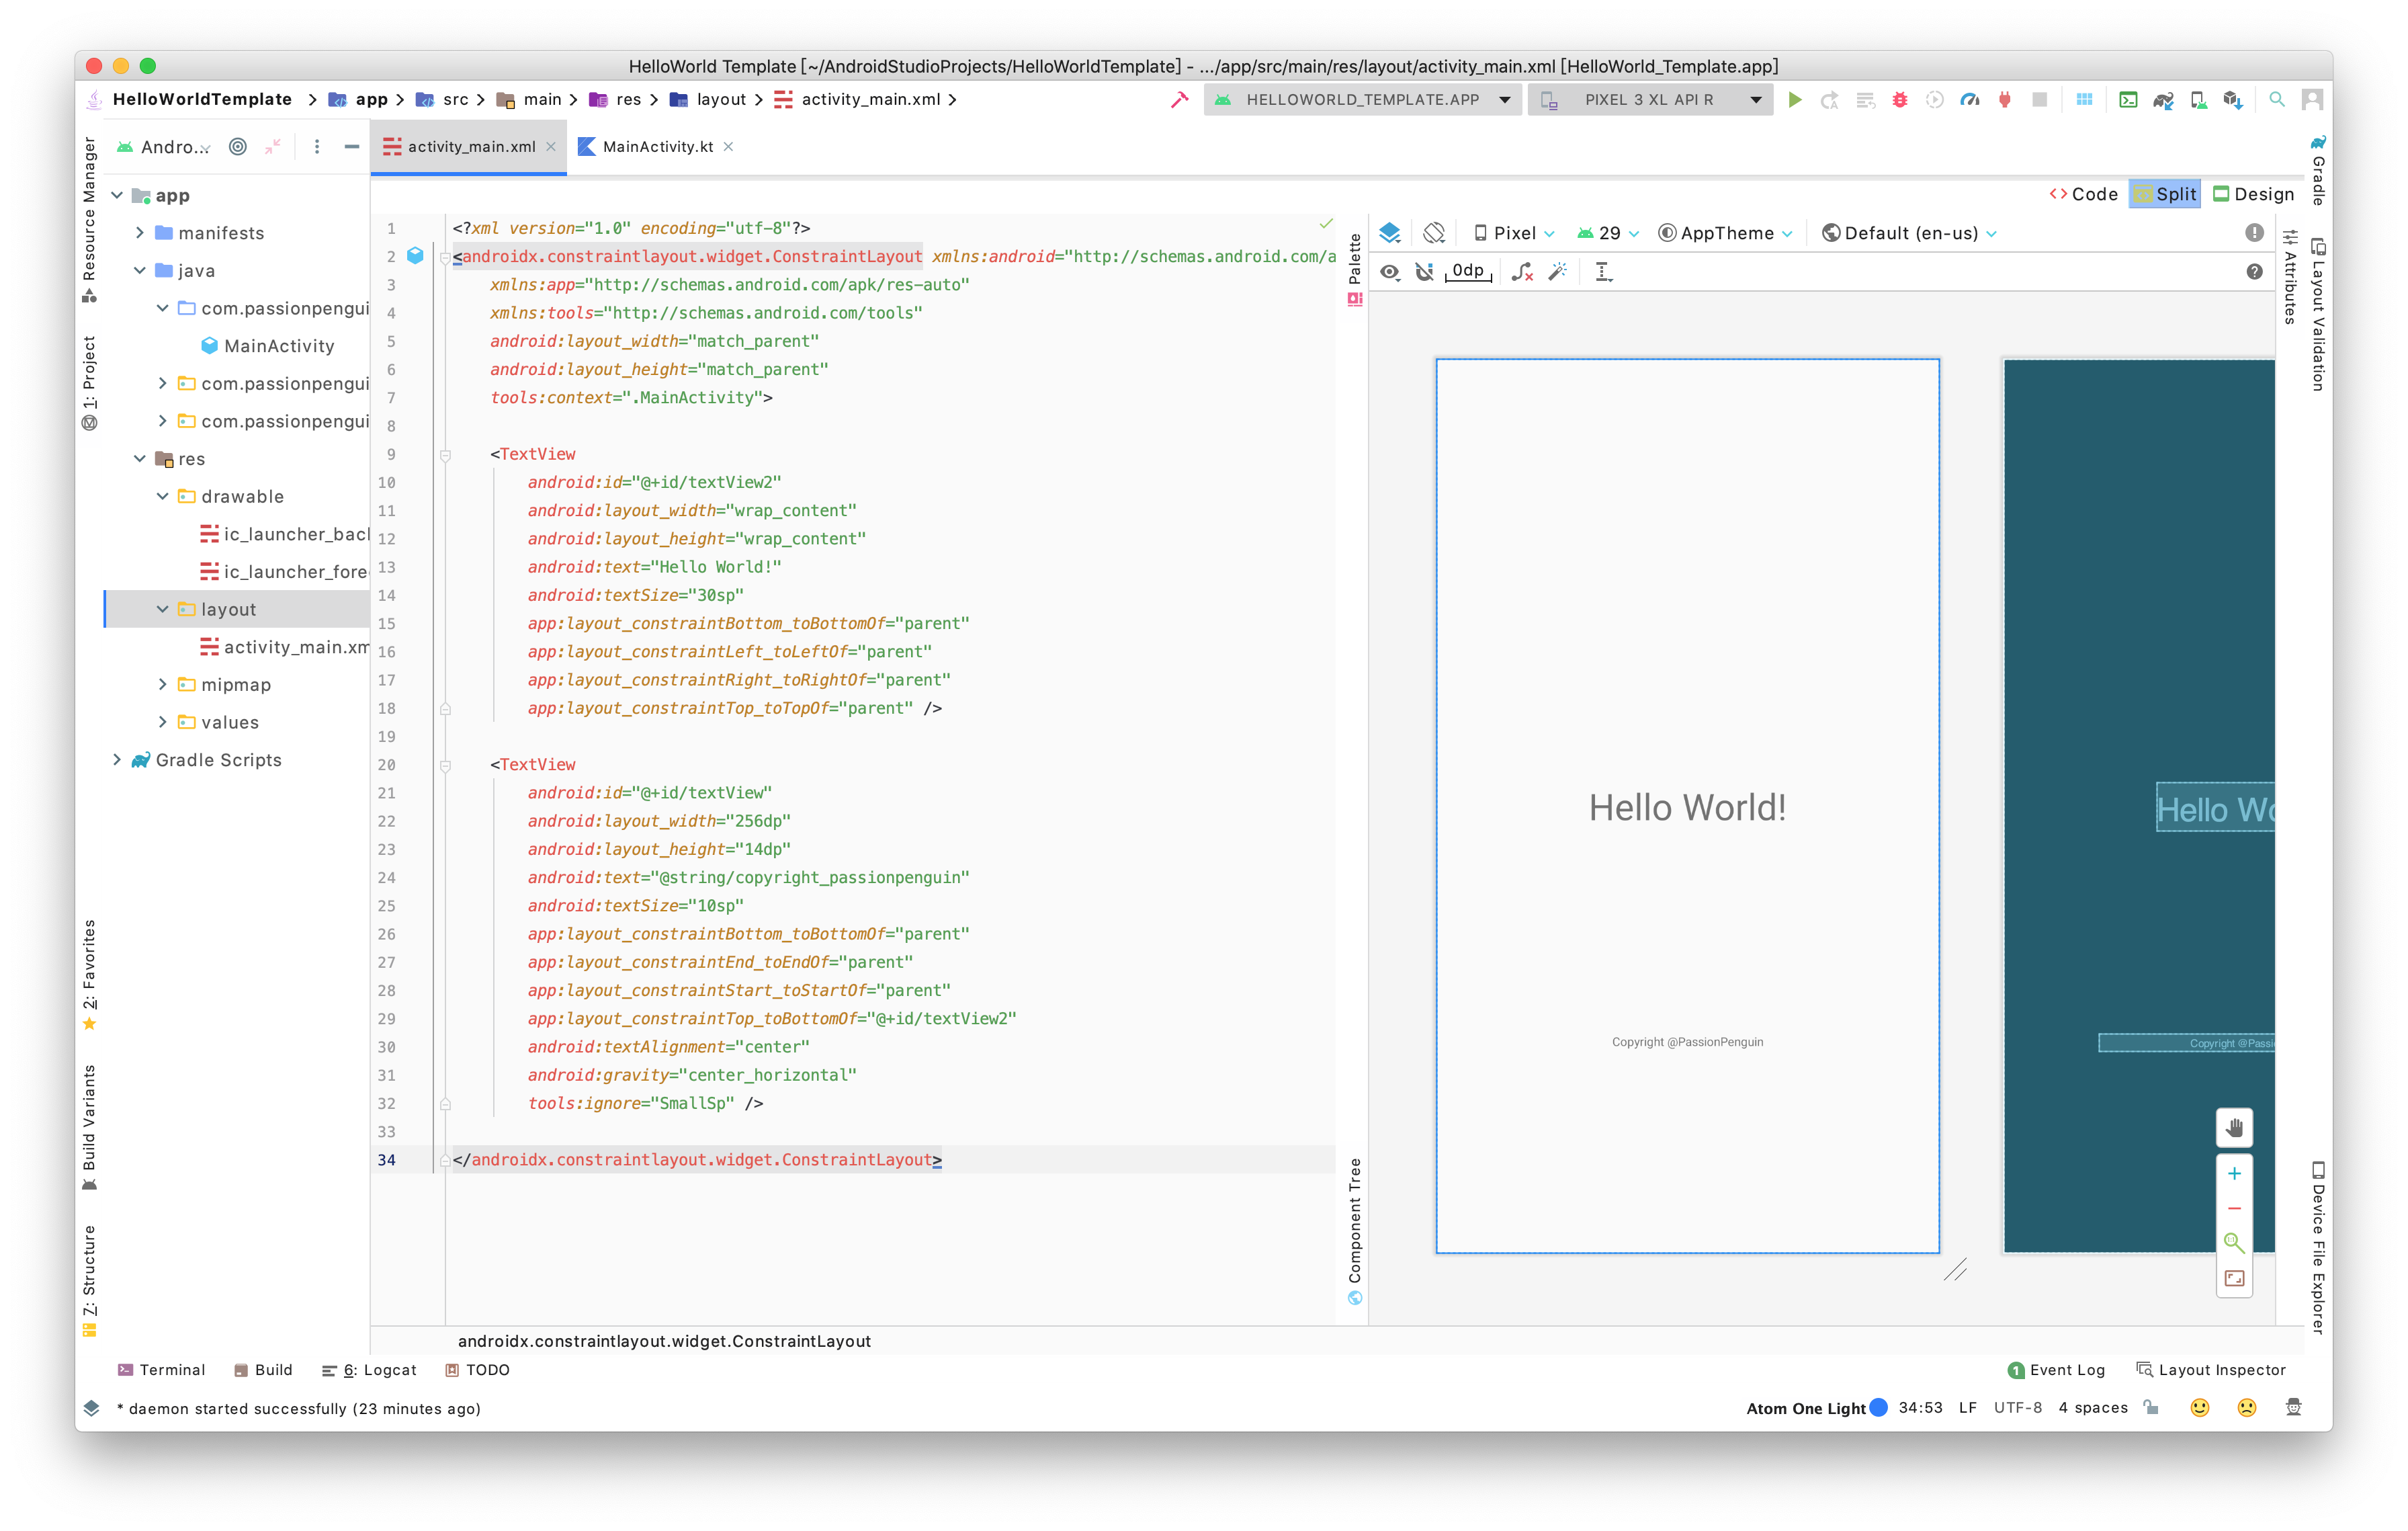 HelloWorld Template [~/AndroidStudioProjects/HelloWorldTemplate] - .../app/src/main/res/layout/activity_main.xml [HelloWorld_Template.app]
HelloWorldTemplate app src main res layout activity_main.xml HELLOWORLD_TEMPLATE.APP PIXEL 3 XL API R
Andro... activity_main.xml MainActivity.kt
Code Split Design
Resource Manager
1: Project
2: Favorites
Build Variants
7: Structure
app
manifests
java
com.passionpengui
MainActivity
com.passionpengui
com.passionpengui
res
drawable
ic_launcher_bac
ic_launcher_fore
layout
activity_main.xm
mipmap
values
Gradle Scripts
1 <?xml version="1.0" encoding="utf-8"?>
2 <androidx.constraintlayout.widget.ConstraintLayout xmlns:android="http://schemas.android.com/a
3 xmlns:app="http://schemas.android.com/apk/res-auto"
4 xmlns:tools="http://schemas.android.com/tools"
5 android:layout_width="match_parent"
6 android:layout_height="match_parent"
7 tools:context=".MainActivity">
8
9 <TextView
10 android:id="@+id/textView2"
11 android:layout_width="wrap_content"
12 android:layout_height="wrap_content"
13 android:text="Hello World!"
14 android:textSize="30sp"
15 app:layout_constraintBottom_toBottomOf="parent"
16 app:layout_constraintLeft_toLeftOf="parent"
17 app:layout_constraintRight_toRightOf="parent"
18 app:layout_constraintTop_toTopOf="parent" />
19
20 <TextView
21 android:id="@+id/textView"
22 android:layout_width="256dp"
23 android:layout_height="14dp"
24 android:text="@string/copyright_passionpenguin"
25 android:textSize="10sp"
26 app:layout_constraintBottom_toBottomOf="parent"
27 app:layout_constraintEnd_toEndOf="parent"
28 app:layout_constraintStart_toStartOf="parent"
29 app:layout_constraintTop_toBottomOf="@+id/textView2"
30 android:textAlignment="center"
31 android:gravity="center_horizontal"
32 tools:ignore="SmallSp" />
33
34 </androidx.constraintlayout.widget.ConstraintLayout>
androidx.constraintlayout.widget.ConstraintLayout
Palette
Component Tree
Pixel 29 AppTheme Default (en-us)
0dp
Hello World!
Copyright @PassionPenguin
Hello Wo
Copyright @Passi
Attributes
Gradle
Layout Validation
Device File Explorer
Terminal Build 6: Logcat TODO 1 Event Log Layout Inspector
* daemon started successfully (23 minutes ago) Atom One Light 34:53 LF UTF-8 4 spaces